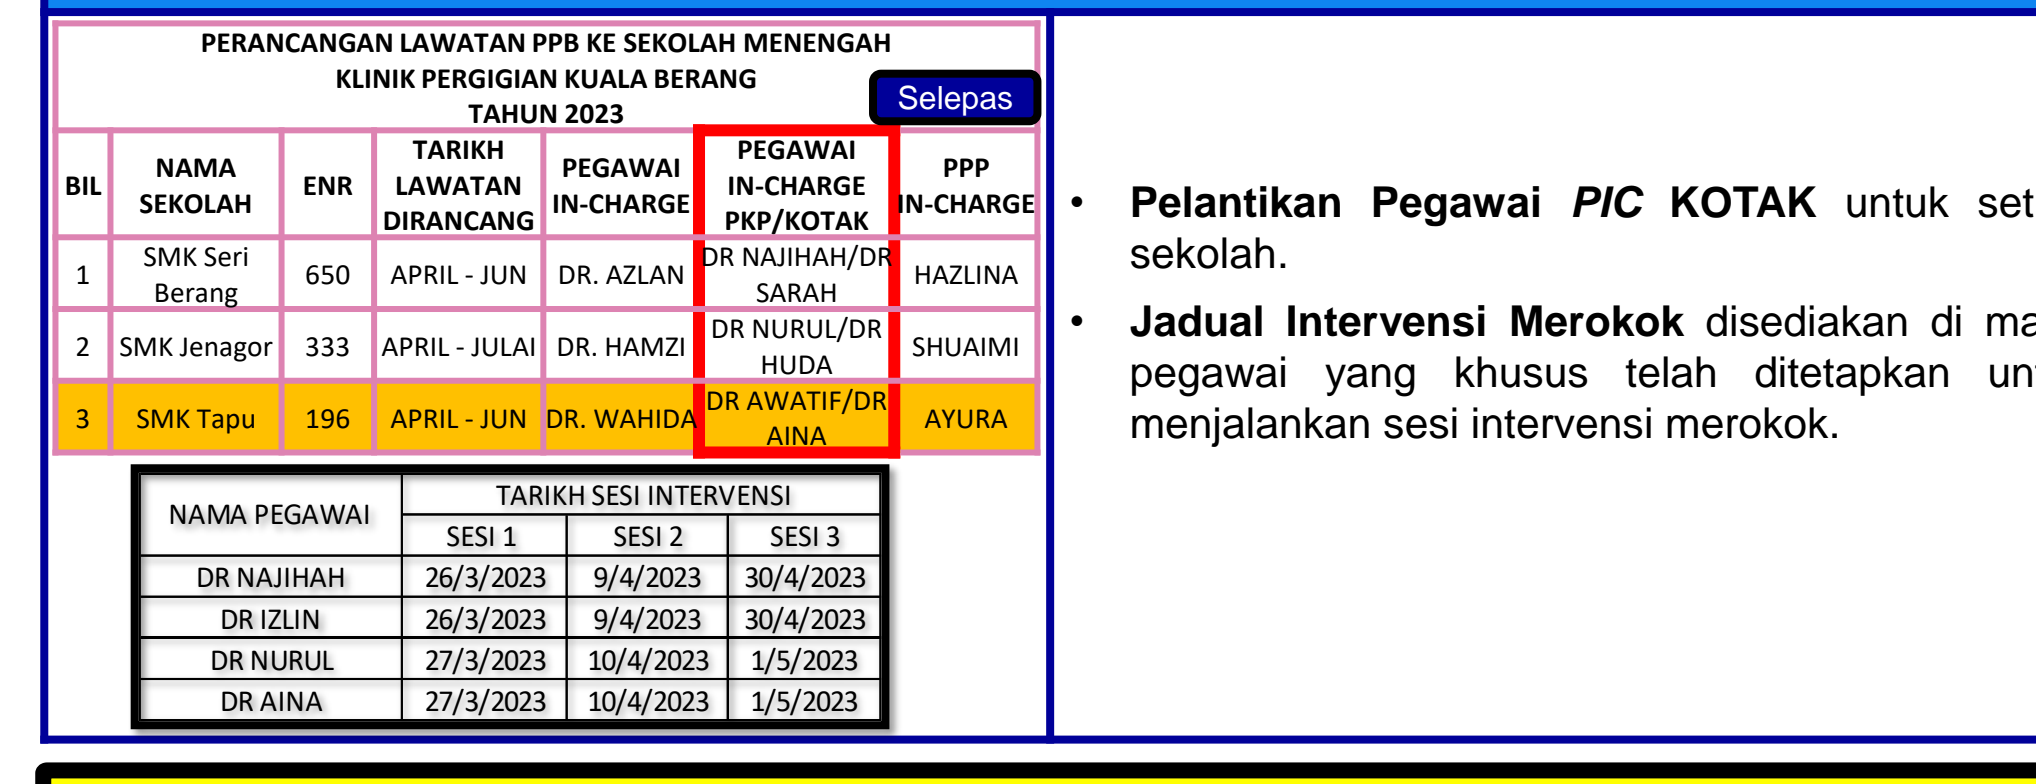 PERANCANGAN LAWATAN PPB KE SEKOLAH MENENGAH
KLINIK PERGIGIAN KUALA BERANG
TAHUN 2023
Selepas
BIL NAMA SEKOLAH ENR TARIKH LAWATAN DIRANCANG PEGAWAI IN-CHARGE PEGAWAI IN-CHARGE PKP/KOTAK PPP IN-CHARGE
1 SMK Seri Berang 650 APRIL - JUN DR. AZLAN DR NAJIHAH/DR SARAH HAZLINA
2 SMK Jenagor 333 APRIL - JULAI DR. HAMZI DR NURUL/DR HUDA SHUAIMI
3 SMK Tapu 196 APRIL - JUN DR. WAHIDA DR AWATIF/DR AINA AYURA
NAMA PEGAWAI TARIKH SESI INTERVENSI
SESI 1 SESI 2 SESI 3
DR NAJIHAH 26/3/2023 9/4/2023 30/4/2023
DR IZLIN 26/3/2023 9/4/2023 30/4/2023
DR NURUL 27/3/2023 10/4/2023 1/5/2023
DR AINA 27/3/2023 10/4/2023 1/5/2023
• Pelantikan Pegawai PIC KOTAK untuk
sekolah.
• Jadual Intervensi Merokok disediakan di
pegawai yang khusus telah ditetapkan
menjalankan sesi intervensi merokok.